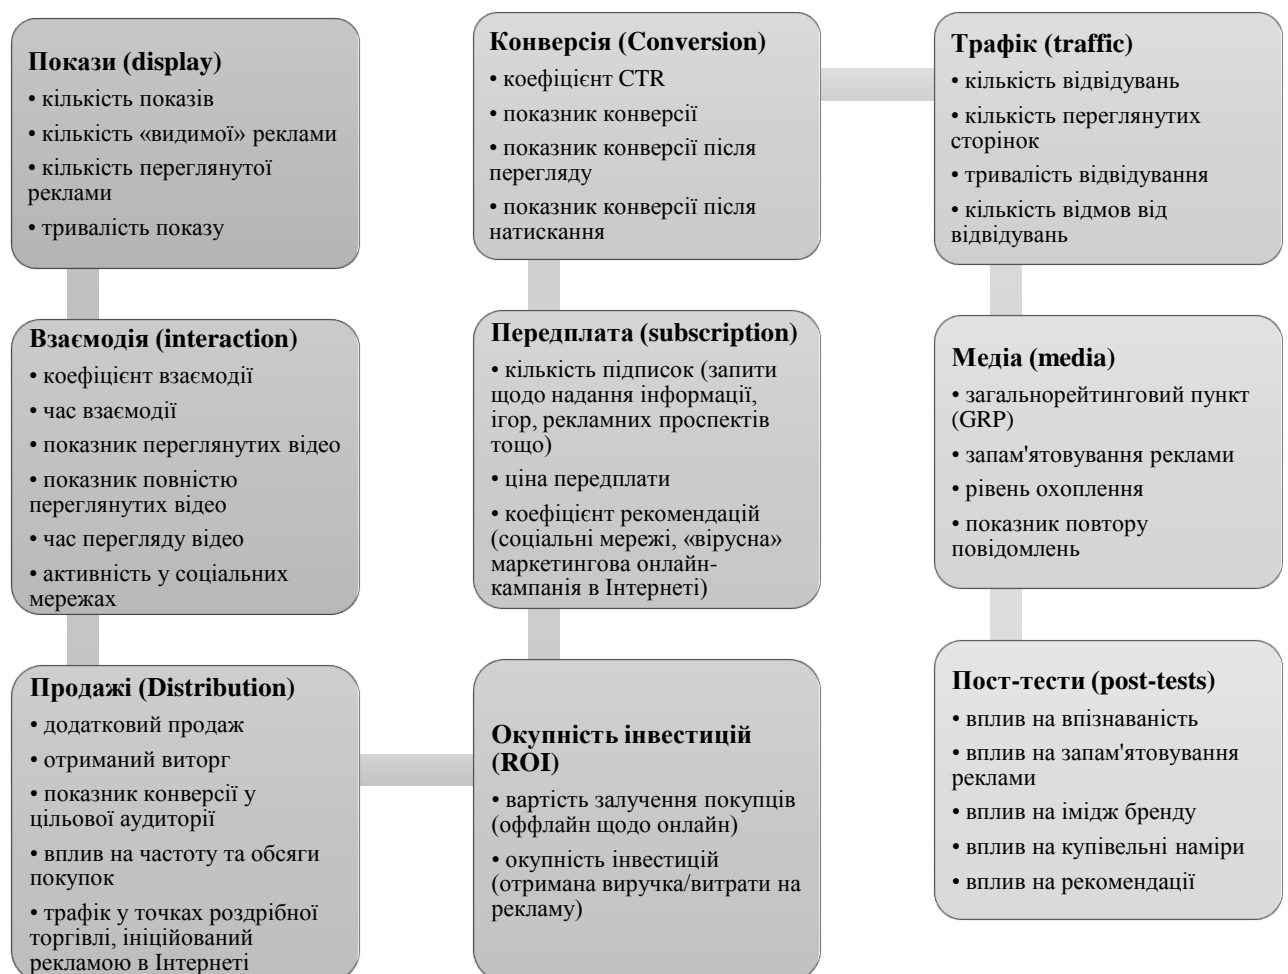 Покази (display)
• кількість показів
• кількість «видимої» реклами
• кількість переглянутої
реклами
• тривалість показу
Взаємодія (interaction)
• коефіцієнт взаємодії
• час взаємодії
• показник переглянутих відео
• показник повністю
переглянутих відео
• час перегляду відео
• активність у соціальних
мережах
Продажі (Distribution)
• додатковий продаж
• отриманий виторг
• показник конверсії у
цільової аудиторії
• вплив на частоту та обсяги
покупок
• трафік у точках роздрібної
торгівлі, ініційований
рекламою в Інтернеті
Окупність інвестицій
(ROI)
• вартість залучення покупців
(оффлайн щодо онлайн)
• окупність інвестицій
(отримана виручка/витрати на
рекламу)
Передплата (subscription)
• кількість підписок (запити
щодо надання інформації,
ігор, рекламних проспектів
тощо)
• ціна передплати
• коефіцієнт рекомендацій
(соціальні мережі, «вірусна»
маркетингова онлайн-
кампанія в Інтернеті)
Конверсія (Conversion)
• коефіцієнт CTR
• показник конверсії
• показник конверсії після
перегляду
• показник конверсії після
натискання
Трафік (traffic)
• кількість відвідувань
• кількість переглянутих
сторінок
• тривалість відвідування
• кількість відмов від
відвідувань
Медіа (media)
• загальнорейтинговий пункт
(GRP)
• запам'ятовування реклами
• рівень охоплення
• показник повтору
повідомлень
Пост-тести (post-tests)
• вплив на впізнаваність
• вплив на запам'ятовування
реклами
• вплив на імідж бренду
• вплив на купівельні наміри
• вплив на рекомендації